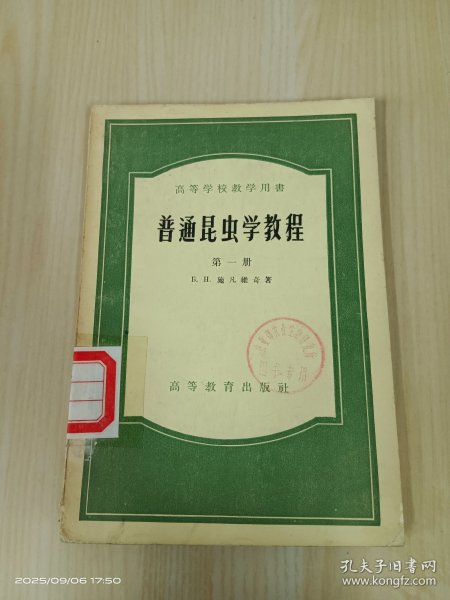 高等学校教学用書
普通昆虫学教程
第一册
Б. Н. 施凡維奇著
高等教育出版社
2025/09/06 17:50
孔夫子旧书网
www.kongfz.com